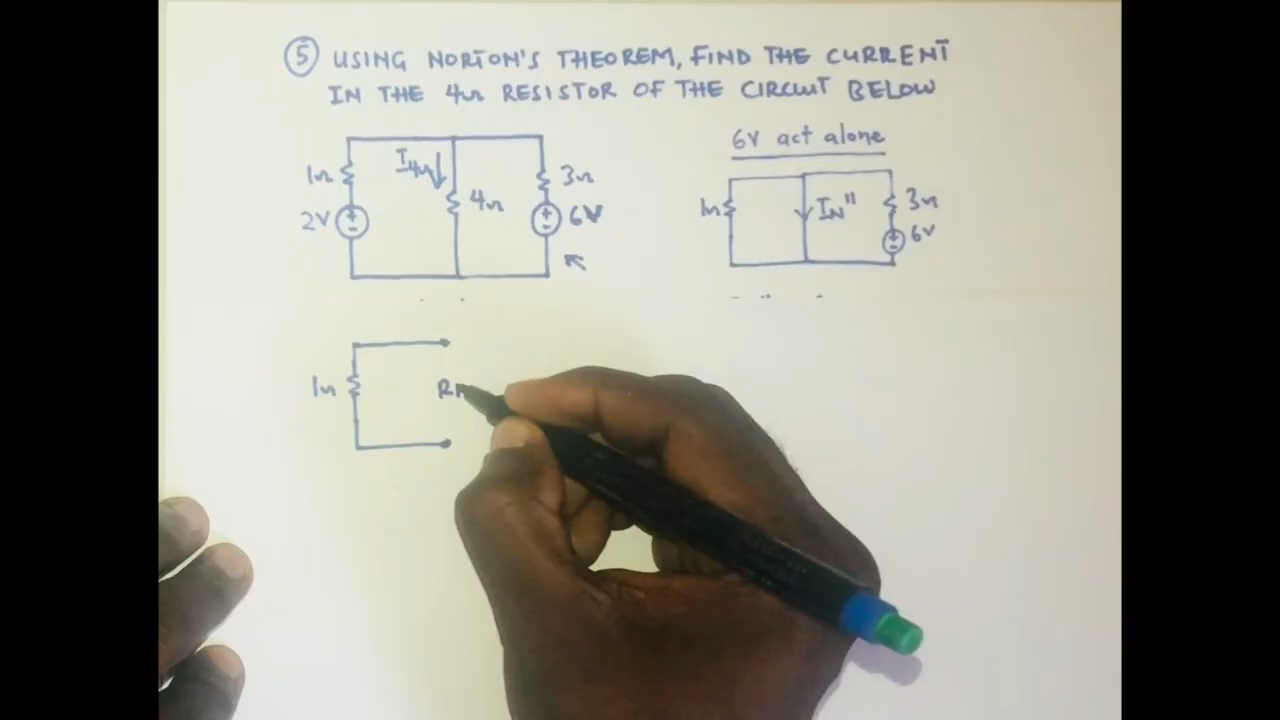 ⑤ USING NORTON'S THEOREM, FIND THE CURRENT
IN THE 4Ω RESISTOR OF THE CIRCUIT BELOW
6V act alone
1Ω
I4Ω
3Ω
2V
4Ω
6V
1Ω
IN"
3Ω
6V
1Ω
RN